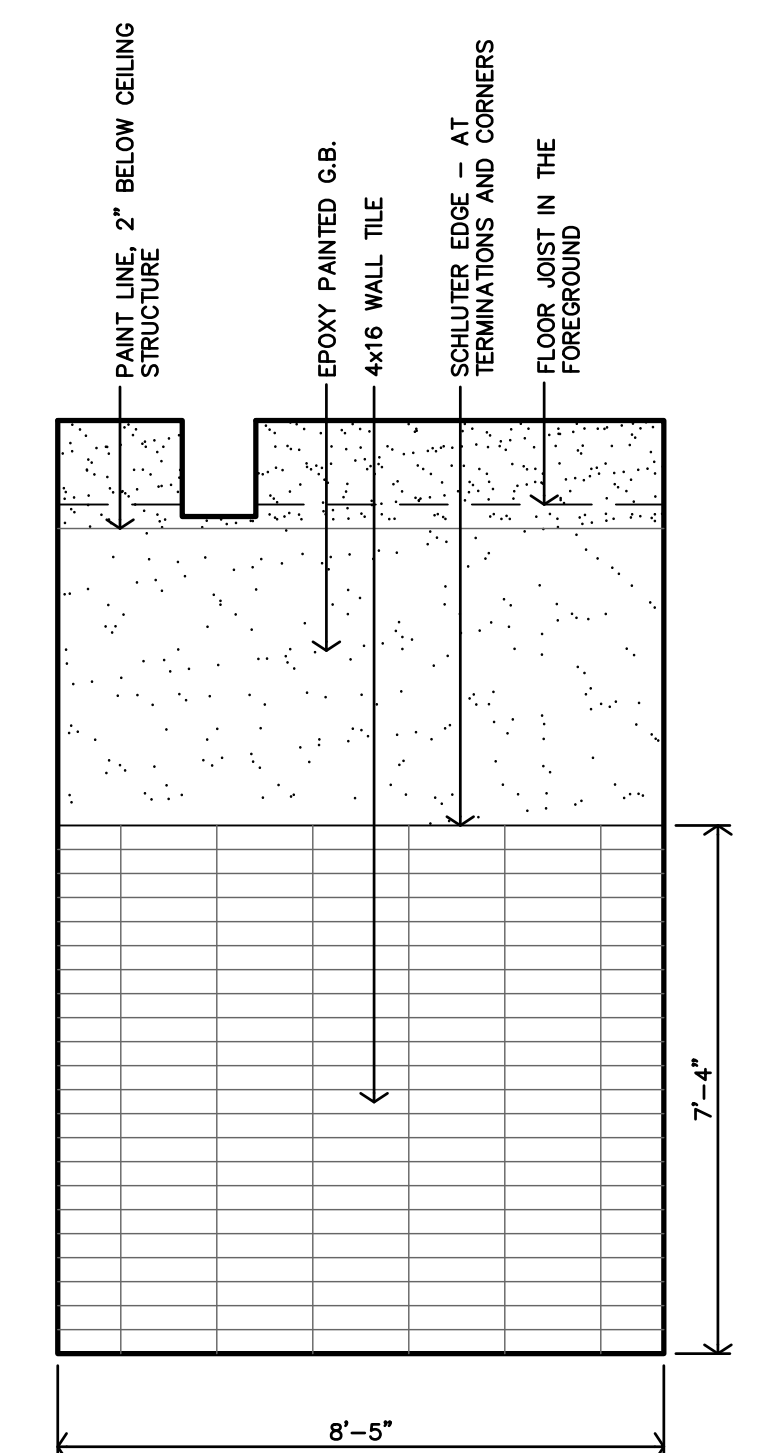 PAINT LINE, 2” BELOW CEILING
STRUCTURE
EPOXY PAINTED G.B.
4x16 WALL TILE
SCHLUTER EDGE – AT
TERMINATIONS AND CORNERS
FLOOR JOIST IN THE
FOREGROUND
7’–4”
8’–5”